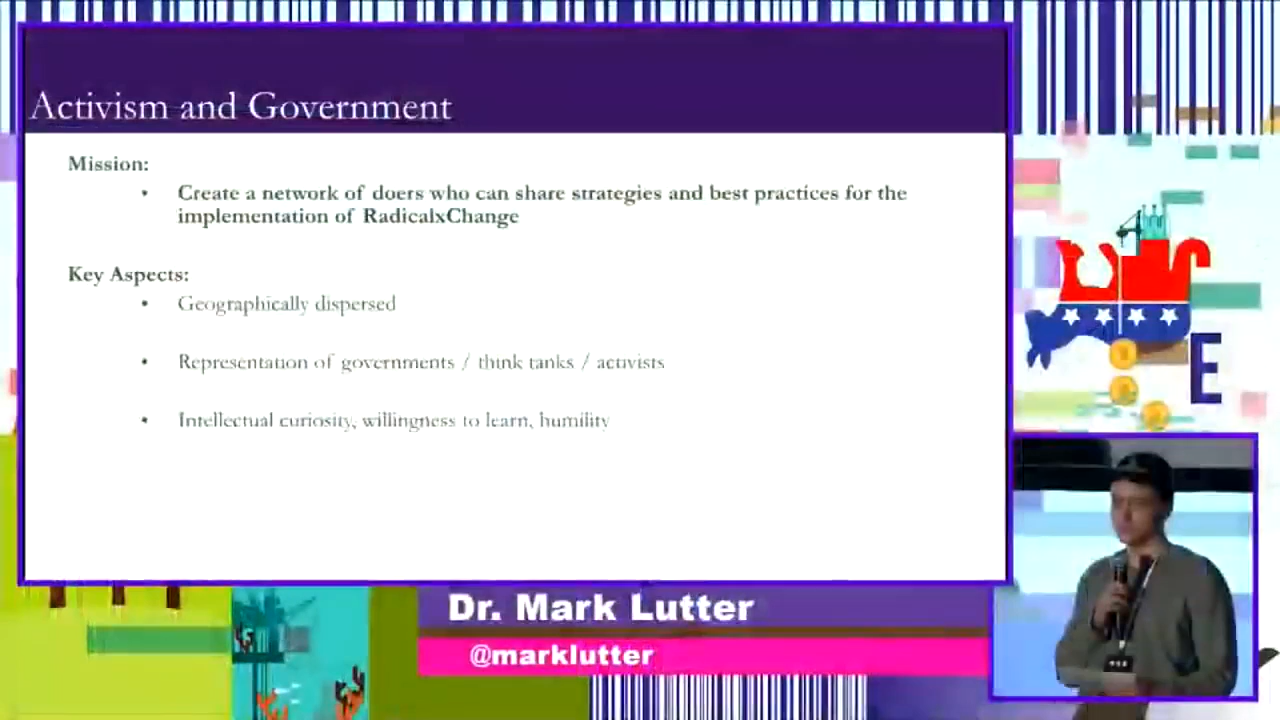 Activism and Government
Mission:
• Create a network of doers who can share strategies and best practices for the
implementation of RadicalxChange
Key Aspects:
• Geographically dispersed
• Representation of governments / think tanks / activists
• Intellectual curiosity, willingness to learn, humility
E
Dr. Mark Lutter
@marklutter